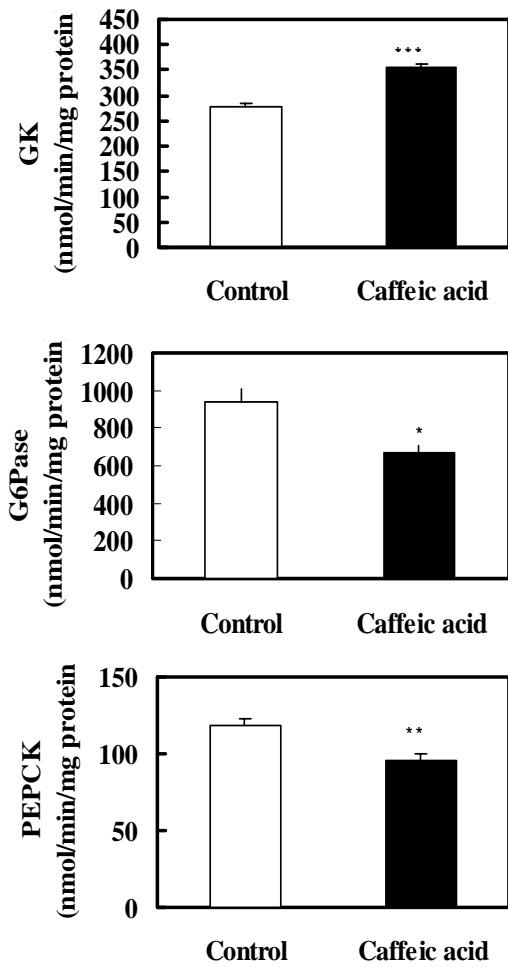 GK
(nmol/min/mg protein
450
400
350
300
250
200
150
100
50
0
***
Control Caffeic acid
G6Pase
(nmol/min/mg protein
1200
1000
800
600
400
200
0
*
Control Caffeic acid
PEPCK
(nmol/min/mg protein
150
100
50
0
**
Control Caffeic acid